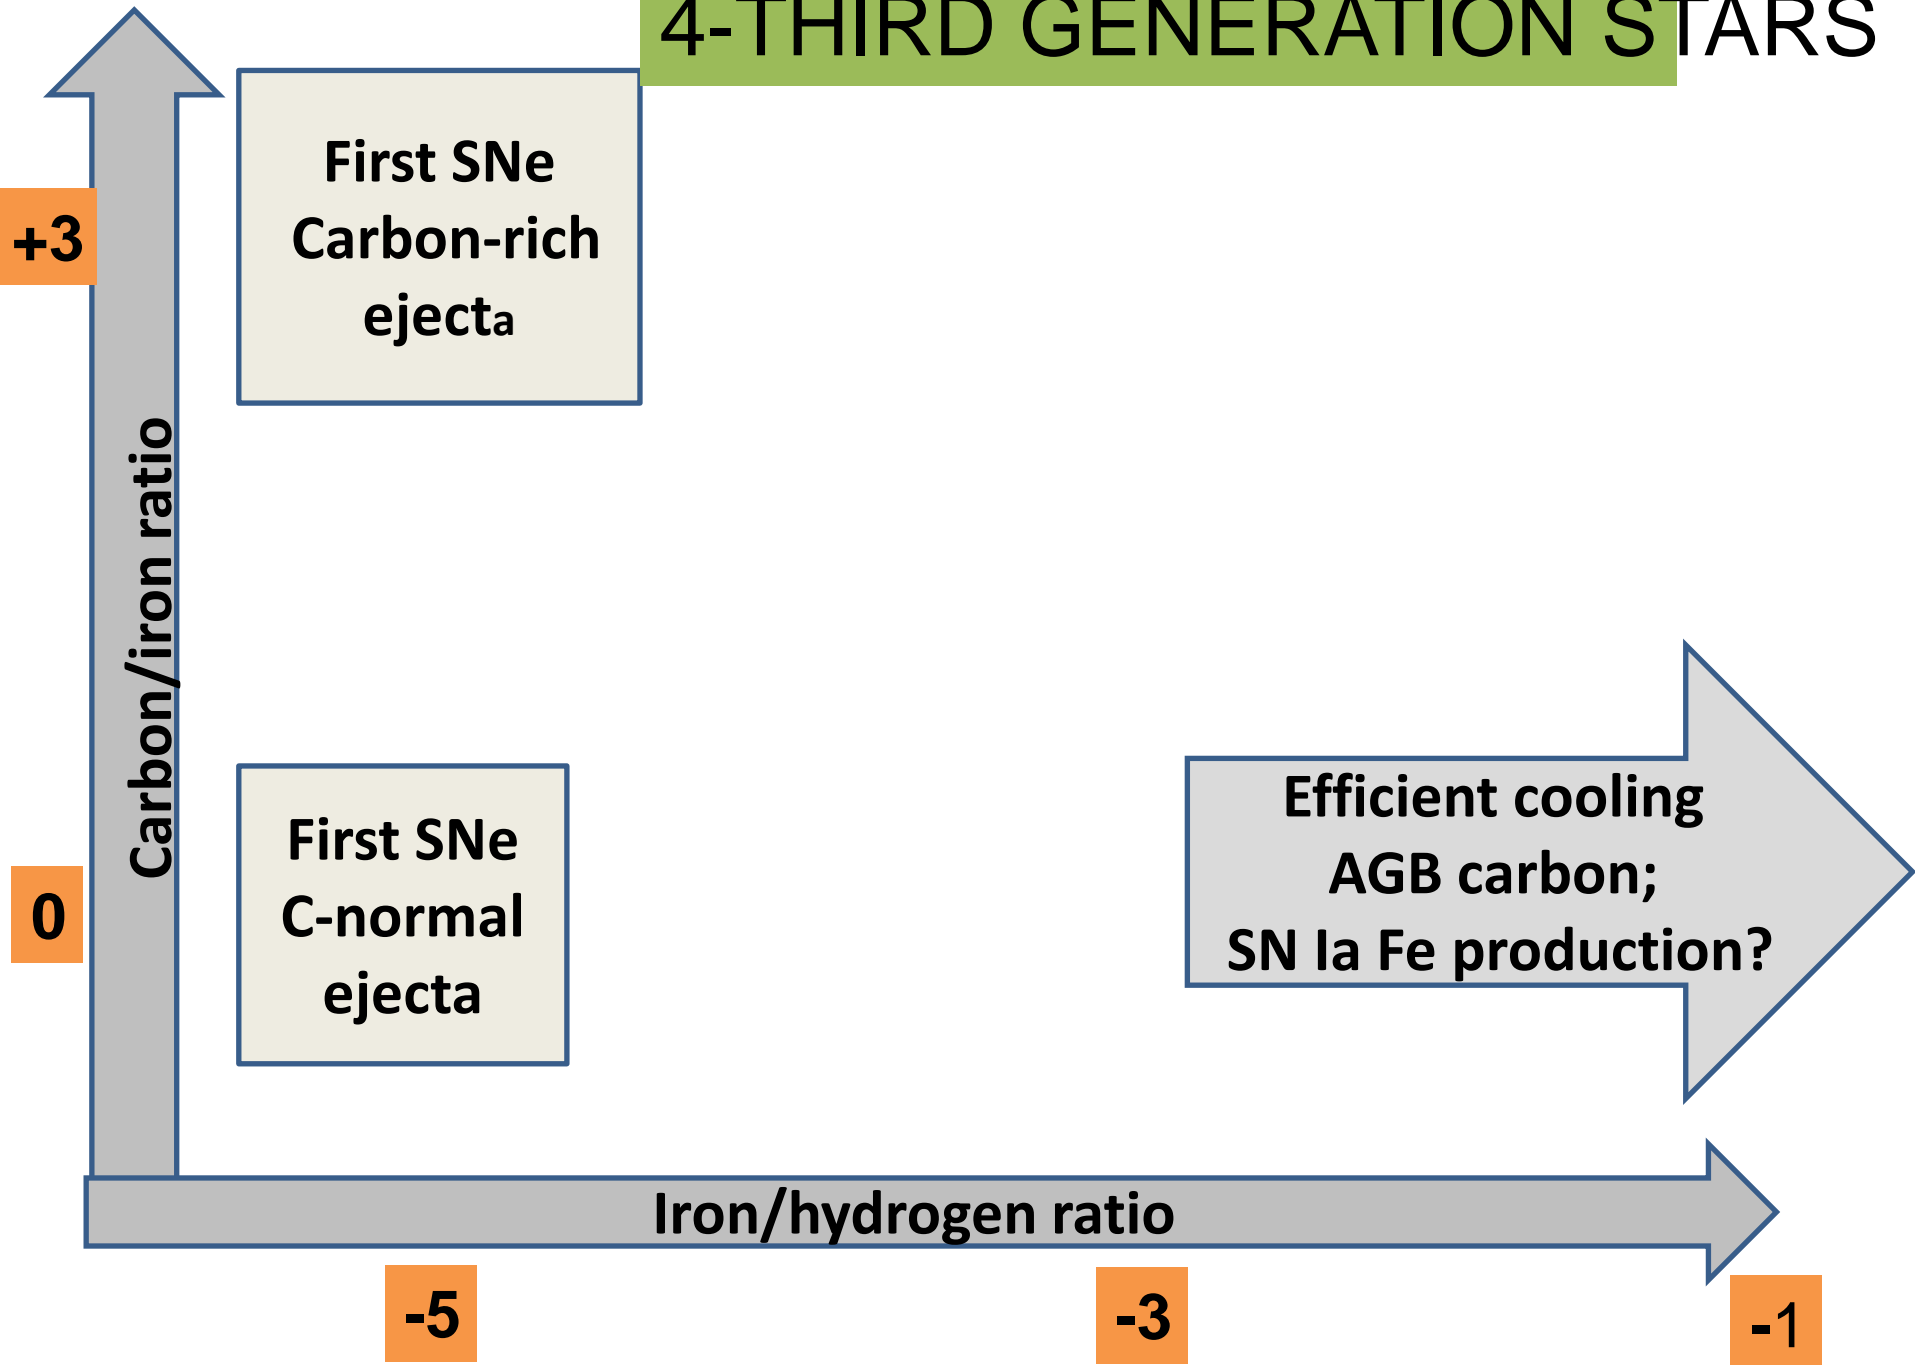 4-THIRD GENERATION STARS
First SNe
Carbon-rich
ejecta
+3
Carbon/iron ratio
First SNe
C-normal
ejecta
0
Efficient cooling
AGB carbon;
SN Ia Fe production?
Iron/hydrogen ratio
-5
-3
-1